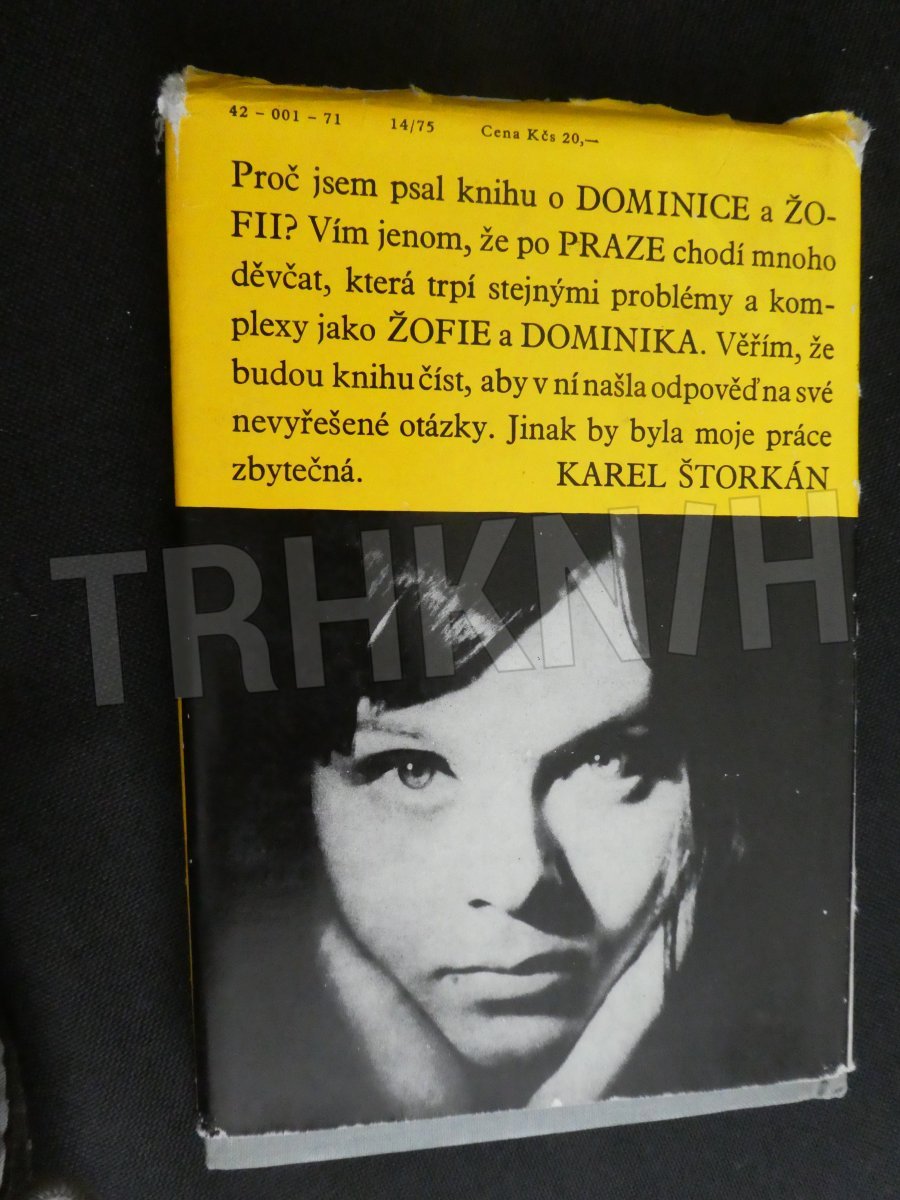 42 – 001 – 71 14/75 Cena Kčs 20,—
Proč jsem psal knihu o DOMINICE a ŽO-
FII? Vím jenom, že po PRAZE chodí mnoho
děvčat, která trpí stejnými problémy a kom-
plexy jako ŽOFIE a DOMINIKA. Věřím, že
budou knihu číst, aby v ní našla odpověď na své
nevyřešené otázky. Jinak by byla moje práce
zbytečná. KAREL ŠTORKÁN
TRHKNIH